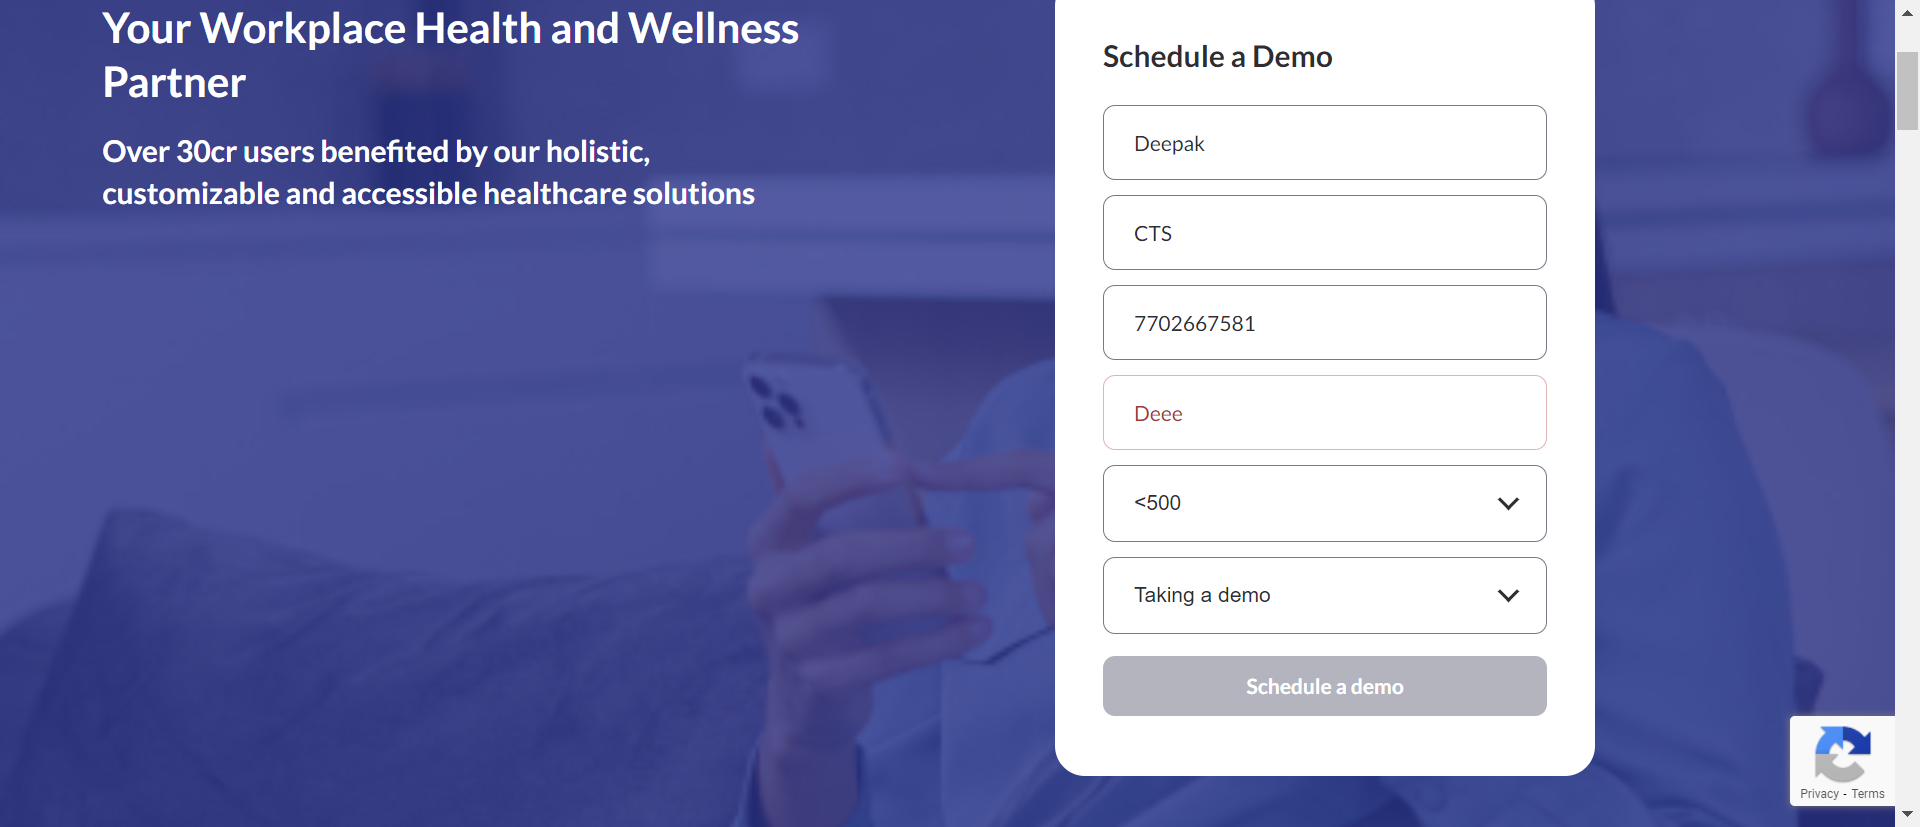 Your Workplace Health and Wellness
Partner
Over 30cr users benefited by our holistic,
customizable and accessible healthcare solutions
Schedule a Demo
Deepak
CTS
7702667581
Deee
<500
Taking a demo
Schedule a demo
Privacy - Terms